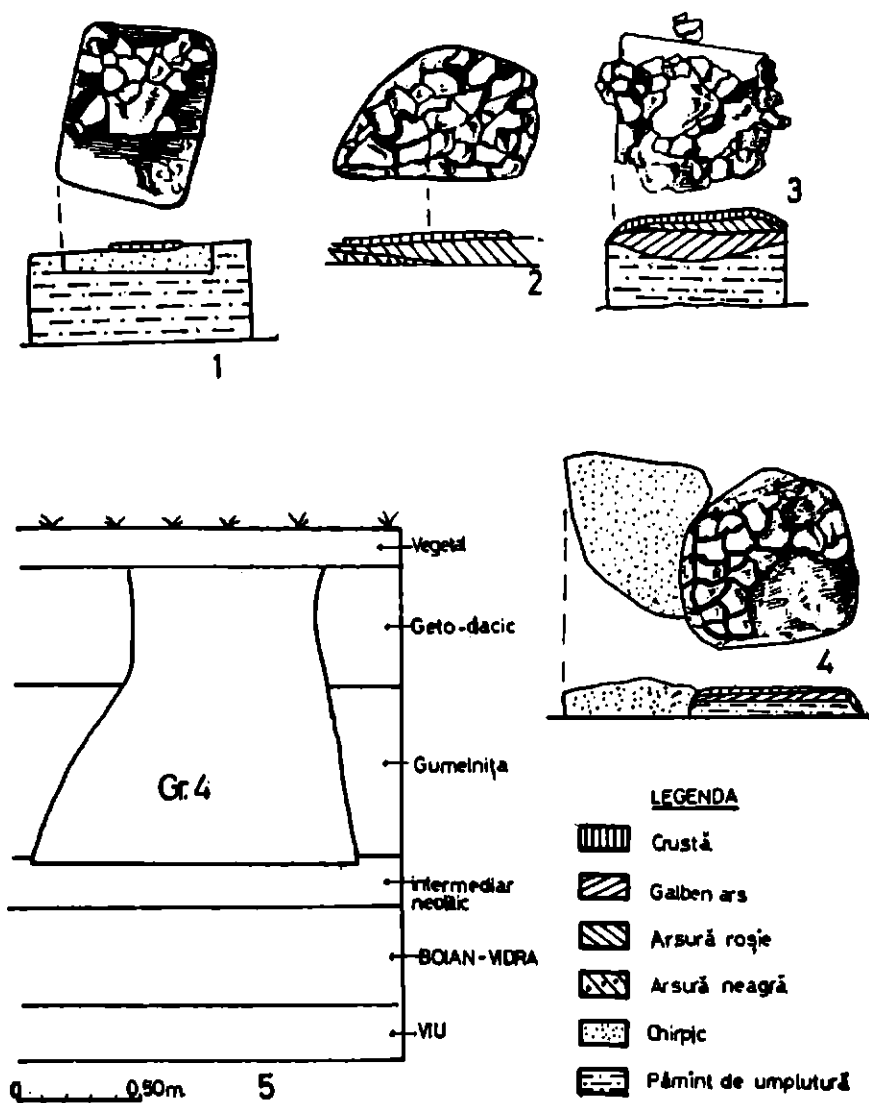 1
2
3
4
Vegetal
Geto-dacic
Gumelnița
Gr. 4
intermediar
neolitic
BOIAN-VIDRA
VIU
0 0,50m.
5
LEGENDA
Crustă
Galben ars
Arsură roșie
Arsură neagră
Chirpic
Pămînt de umplutură